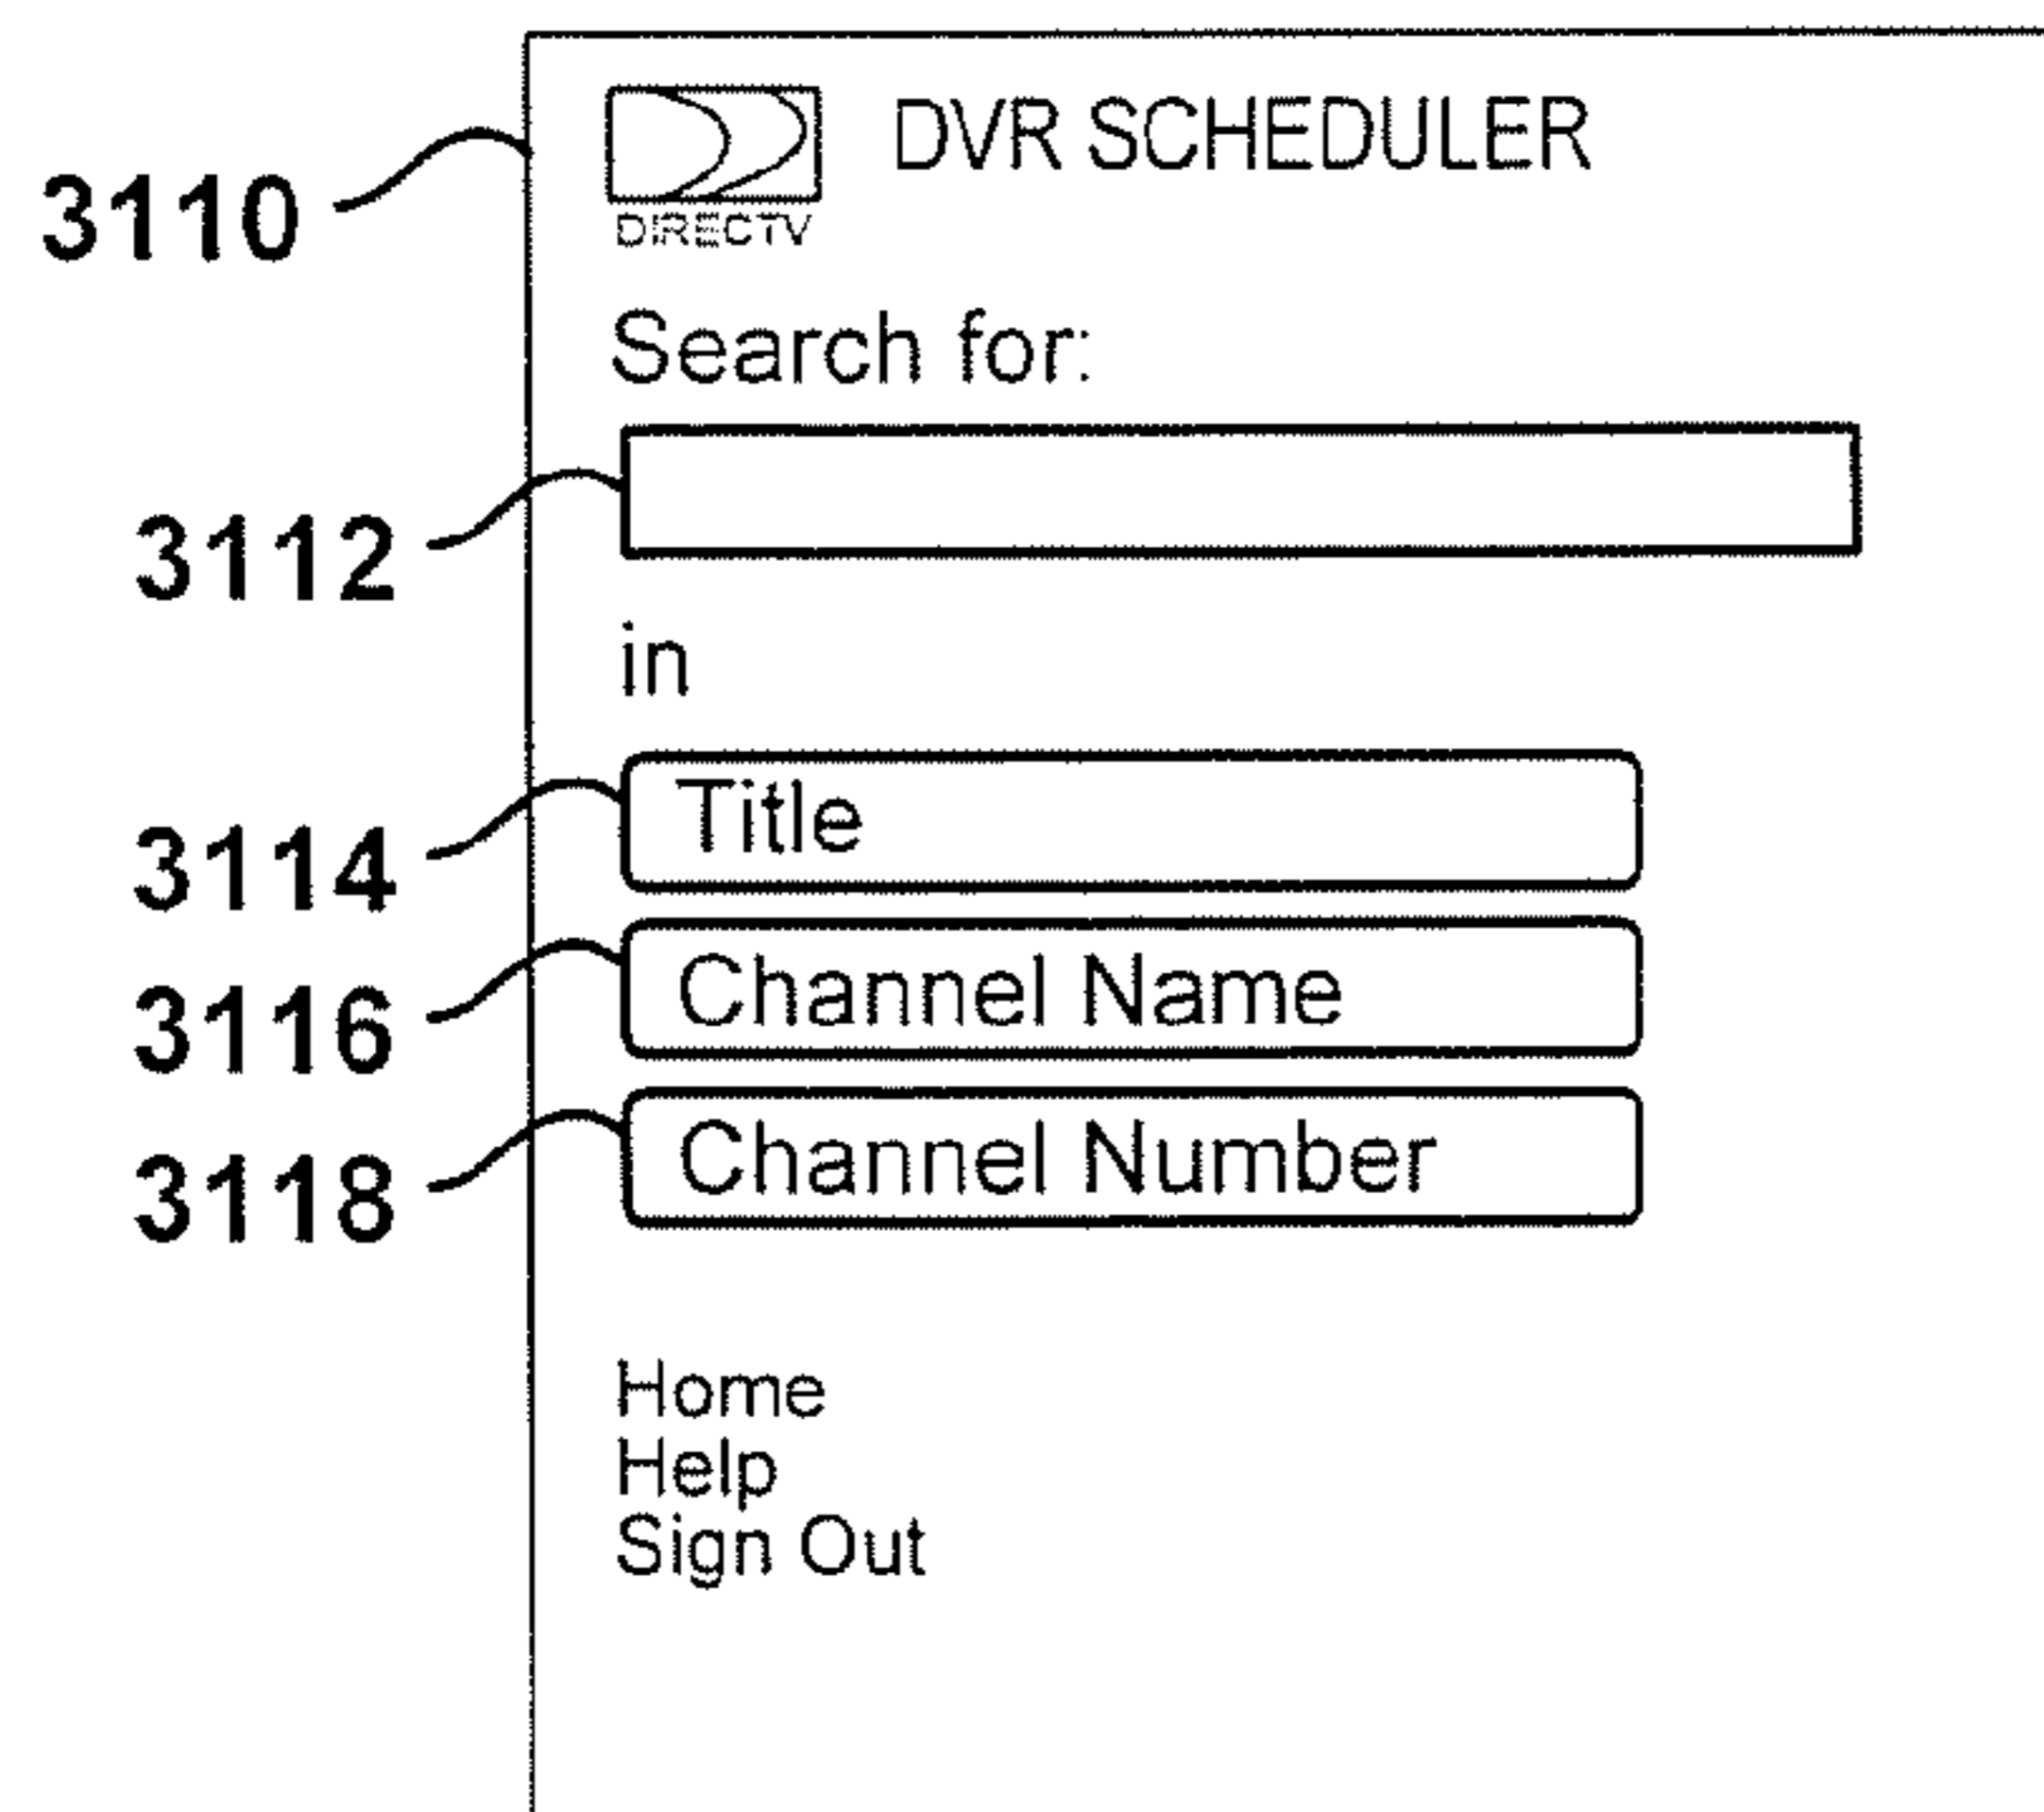 3110
DVR SCHEDULER
DIRECTV
Search for:
3112
in
3114 Title
3116 Channel Name
3118 Channel Number
Home
Help
Sign Out